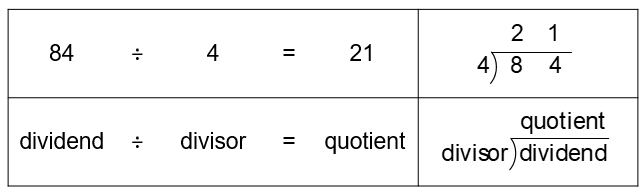 84 ÷ 4 = 21
2 1
4) 8 4
dividend ÷ divisor = quotient
quotient
divisor)dividend